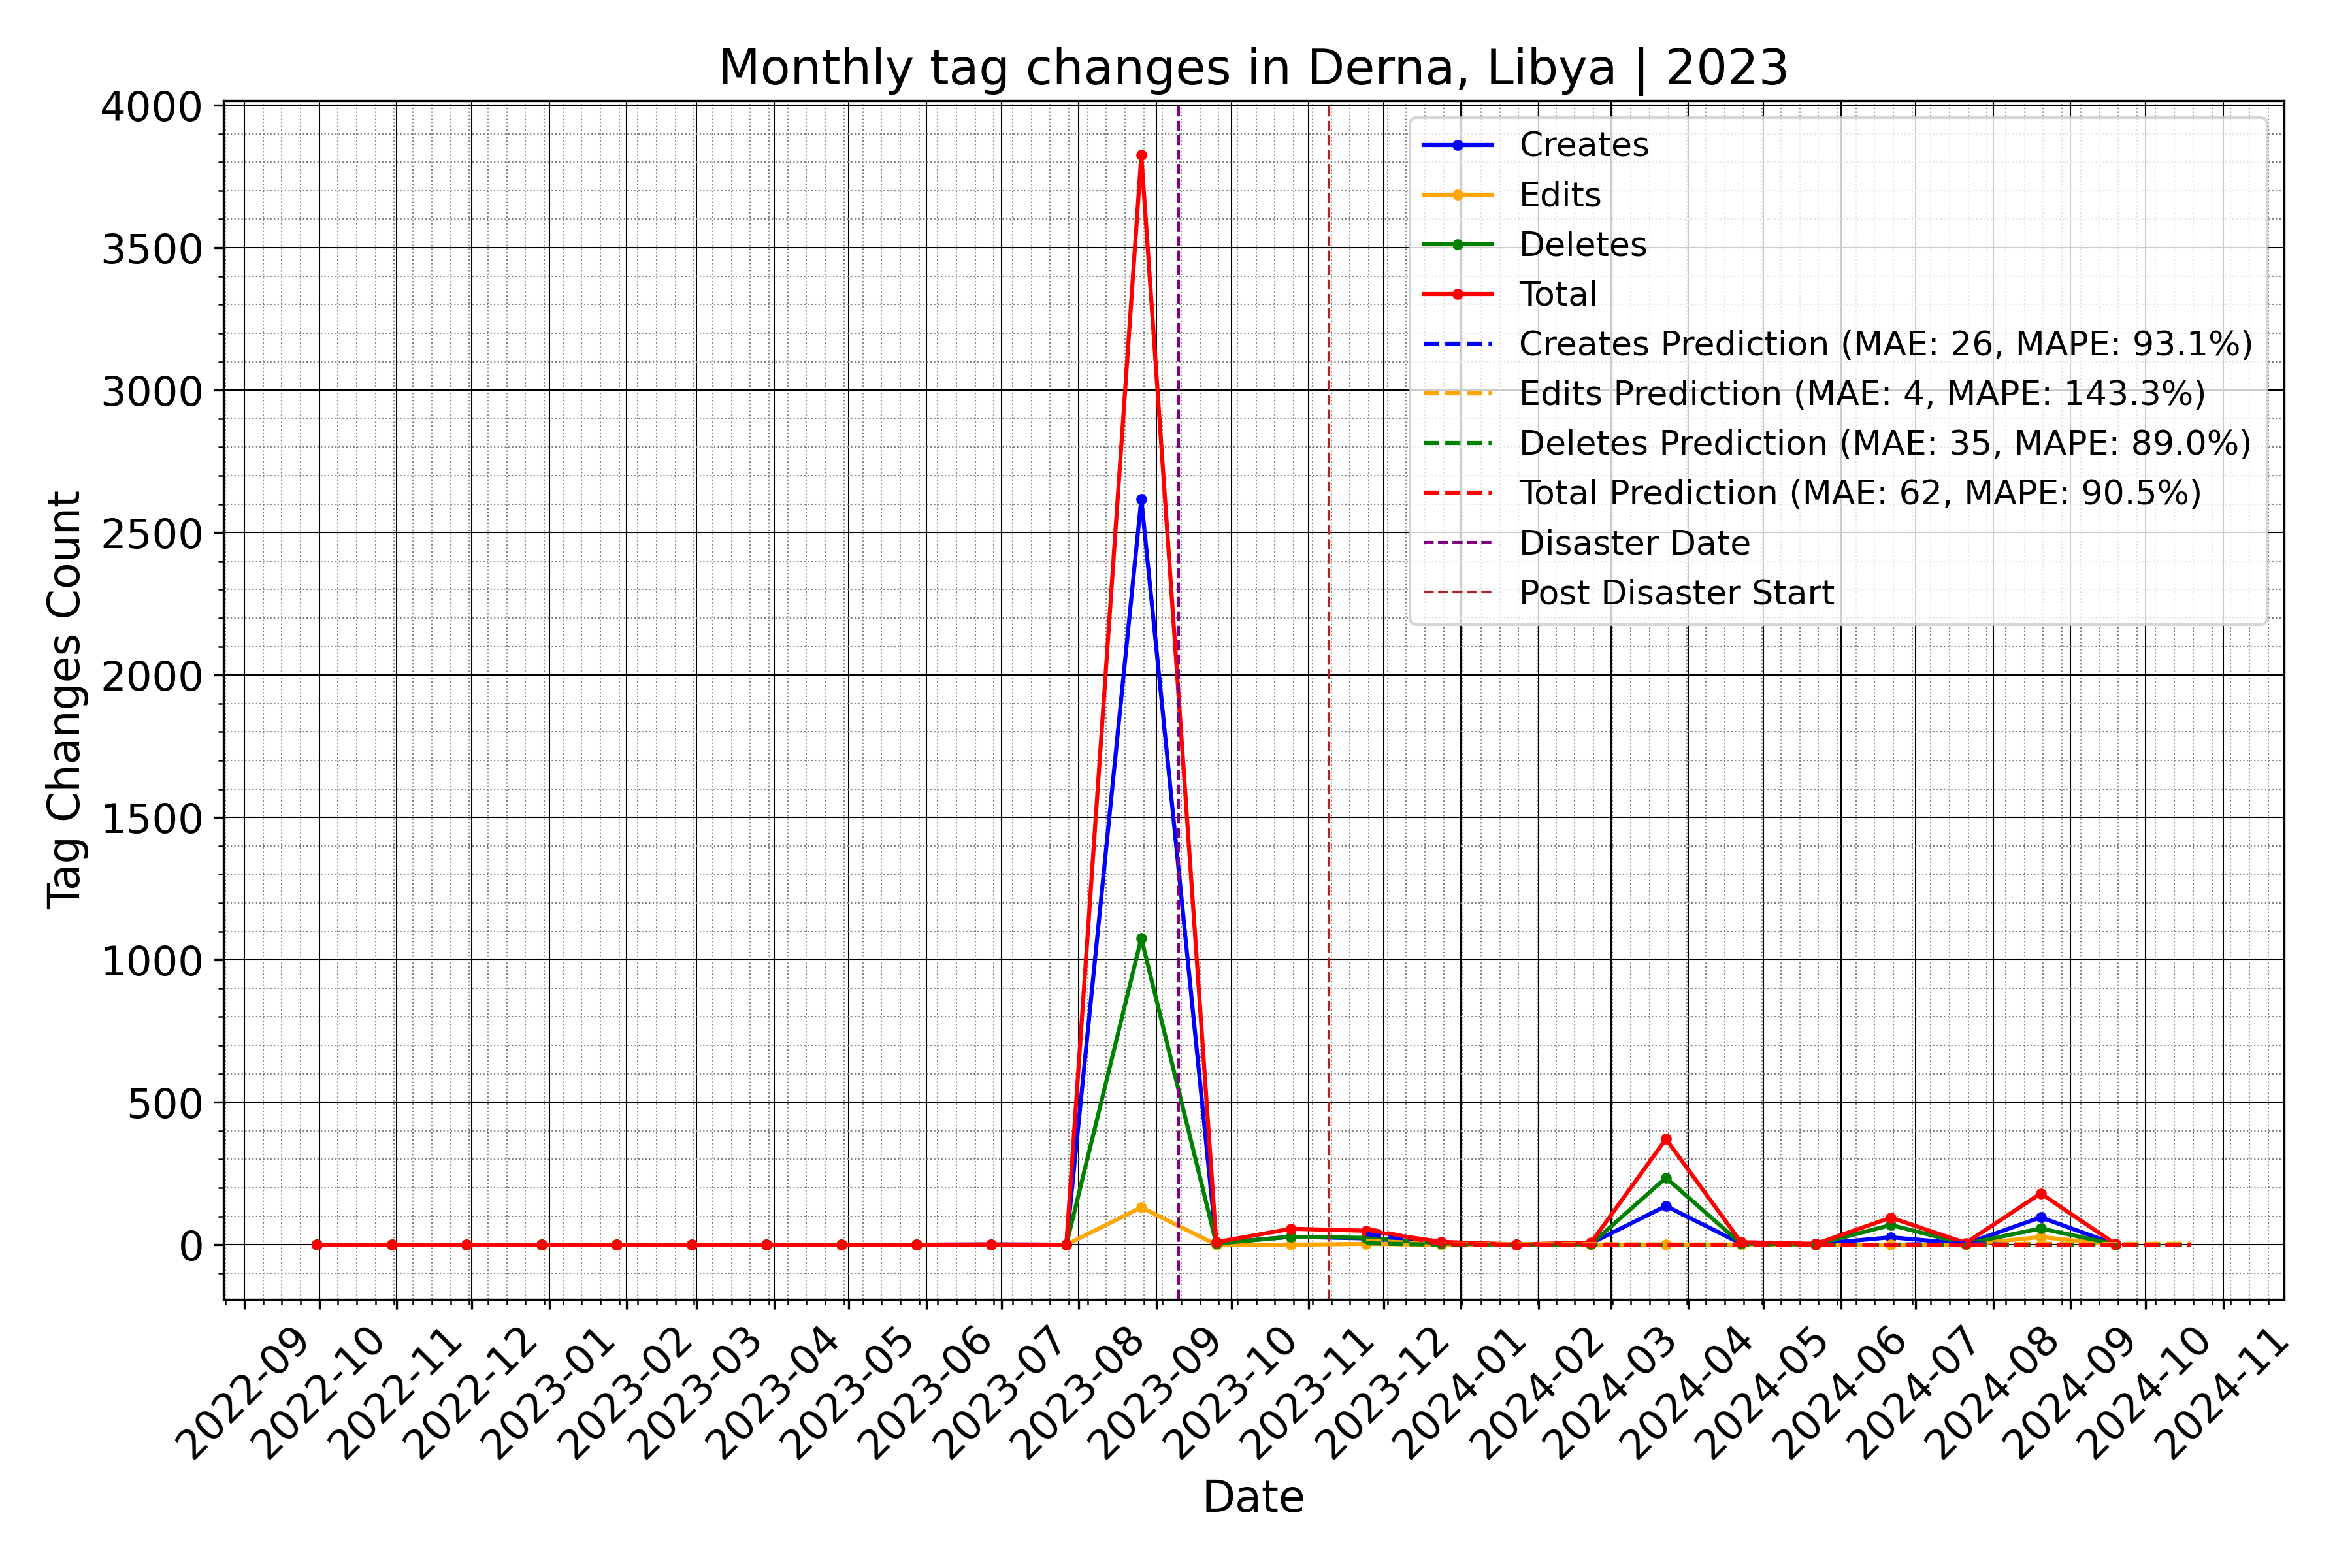 Monthly tag changes in Derna, Libya | 2023
Tag Changes Count
4000
3500
3000
2500
2000
1500
1000
500
0
Creates
Edits
Deletes
Total
Creates Prediction (MAE: 26, MAPE: 93.1%)
Edits Prediction (MAE: 4, MAPE: 143.3%)
Deletes Prediction (MAE: 35, MAPE: 89.0%)
Total Prediction (MAE: 62, MAPE: 90.5%)
Disaster Date
Post Disaster Start
2022-09
2022-10
2022-11
2022-12
2023-01
2023-02
2023-03
2023-04
2023-05
2023-06
2023-07
2023-08
2023-09
2023-10
2023-11
2023-12
2024-01
2024-02
2024-03
2024-04
2024-05
2024-06
2024-07
2024-08
2024-09
2024-10
2024-11
Date